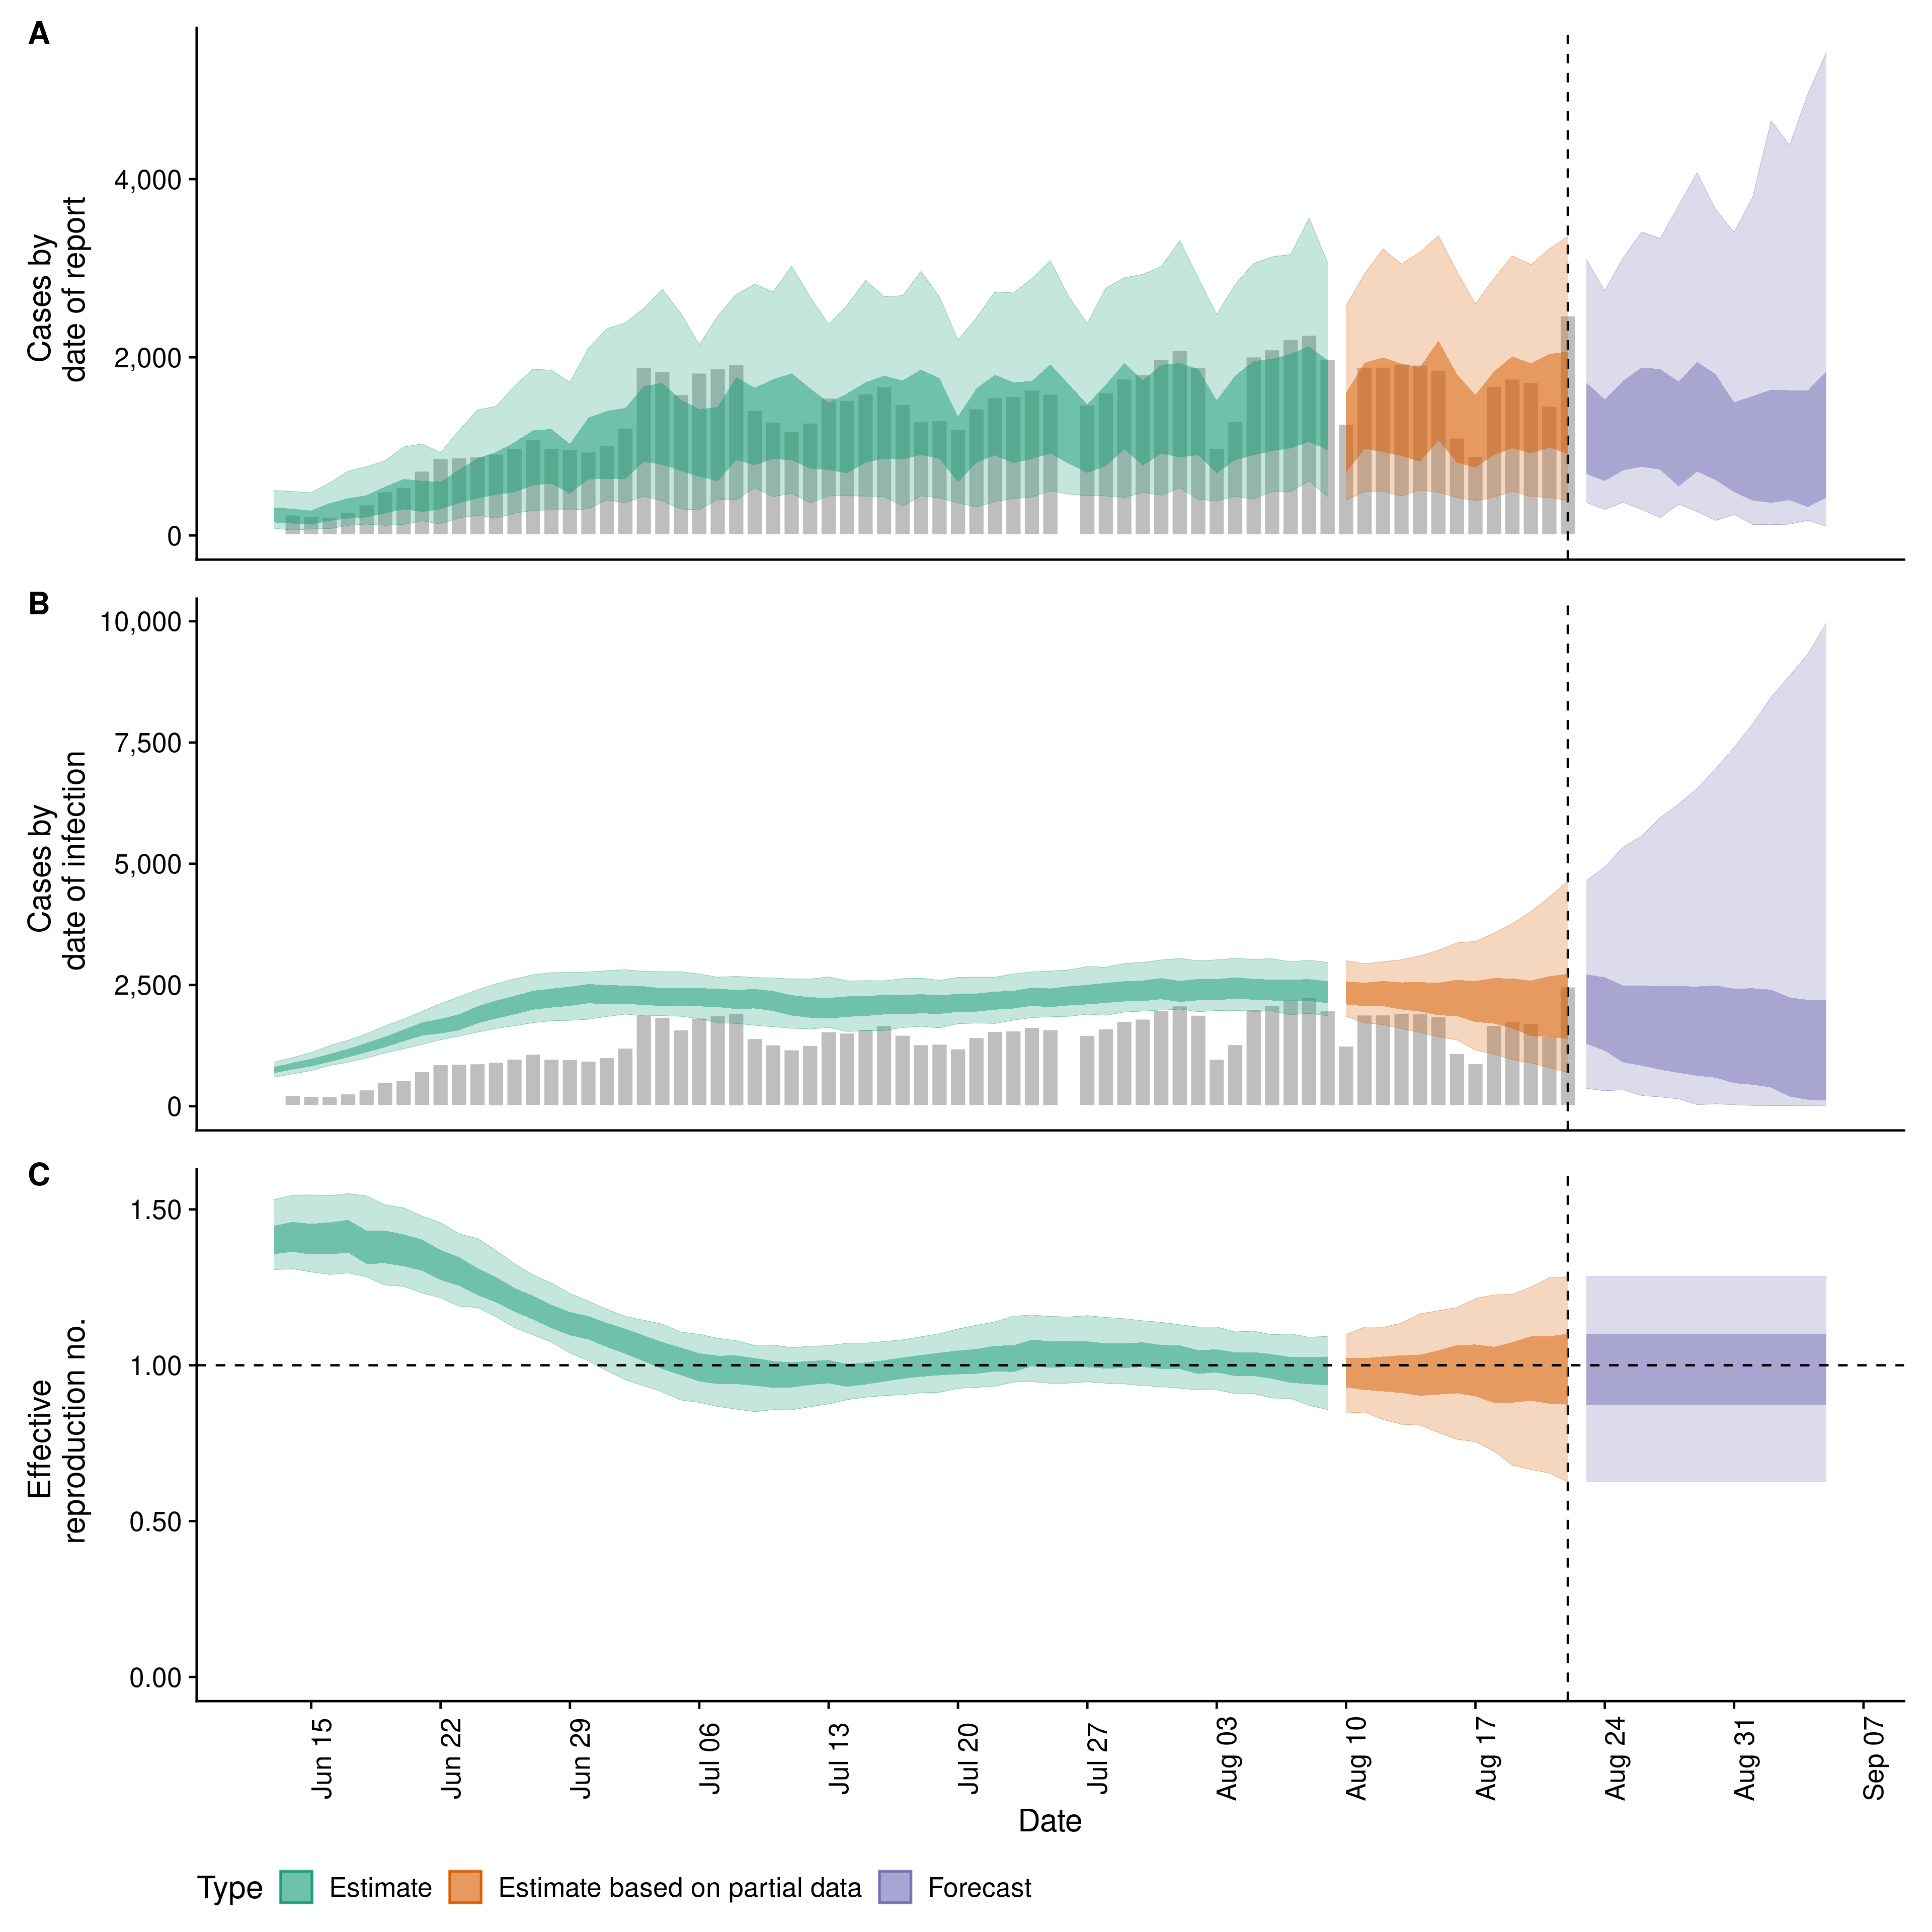 A
Cases by
date of report
4,000
2,000
0
B
Cases by
date of infection
10,000
7,500
5,000
2,500
0
C
Effective
reproduction no.
1.50
1.00
0.50
0.00
Jun 15
Jun 22
Jun 29
Jul 06
Jul 13
Jul 20
Jul 27
Aug 03
Aug 10
Aug 17
Aug 24
Aug 31
Sep 07
Date
Type Estimate Estimate based on partial data Forecast